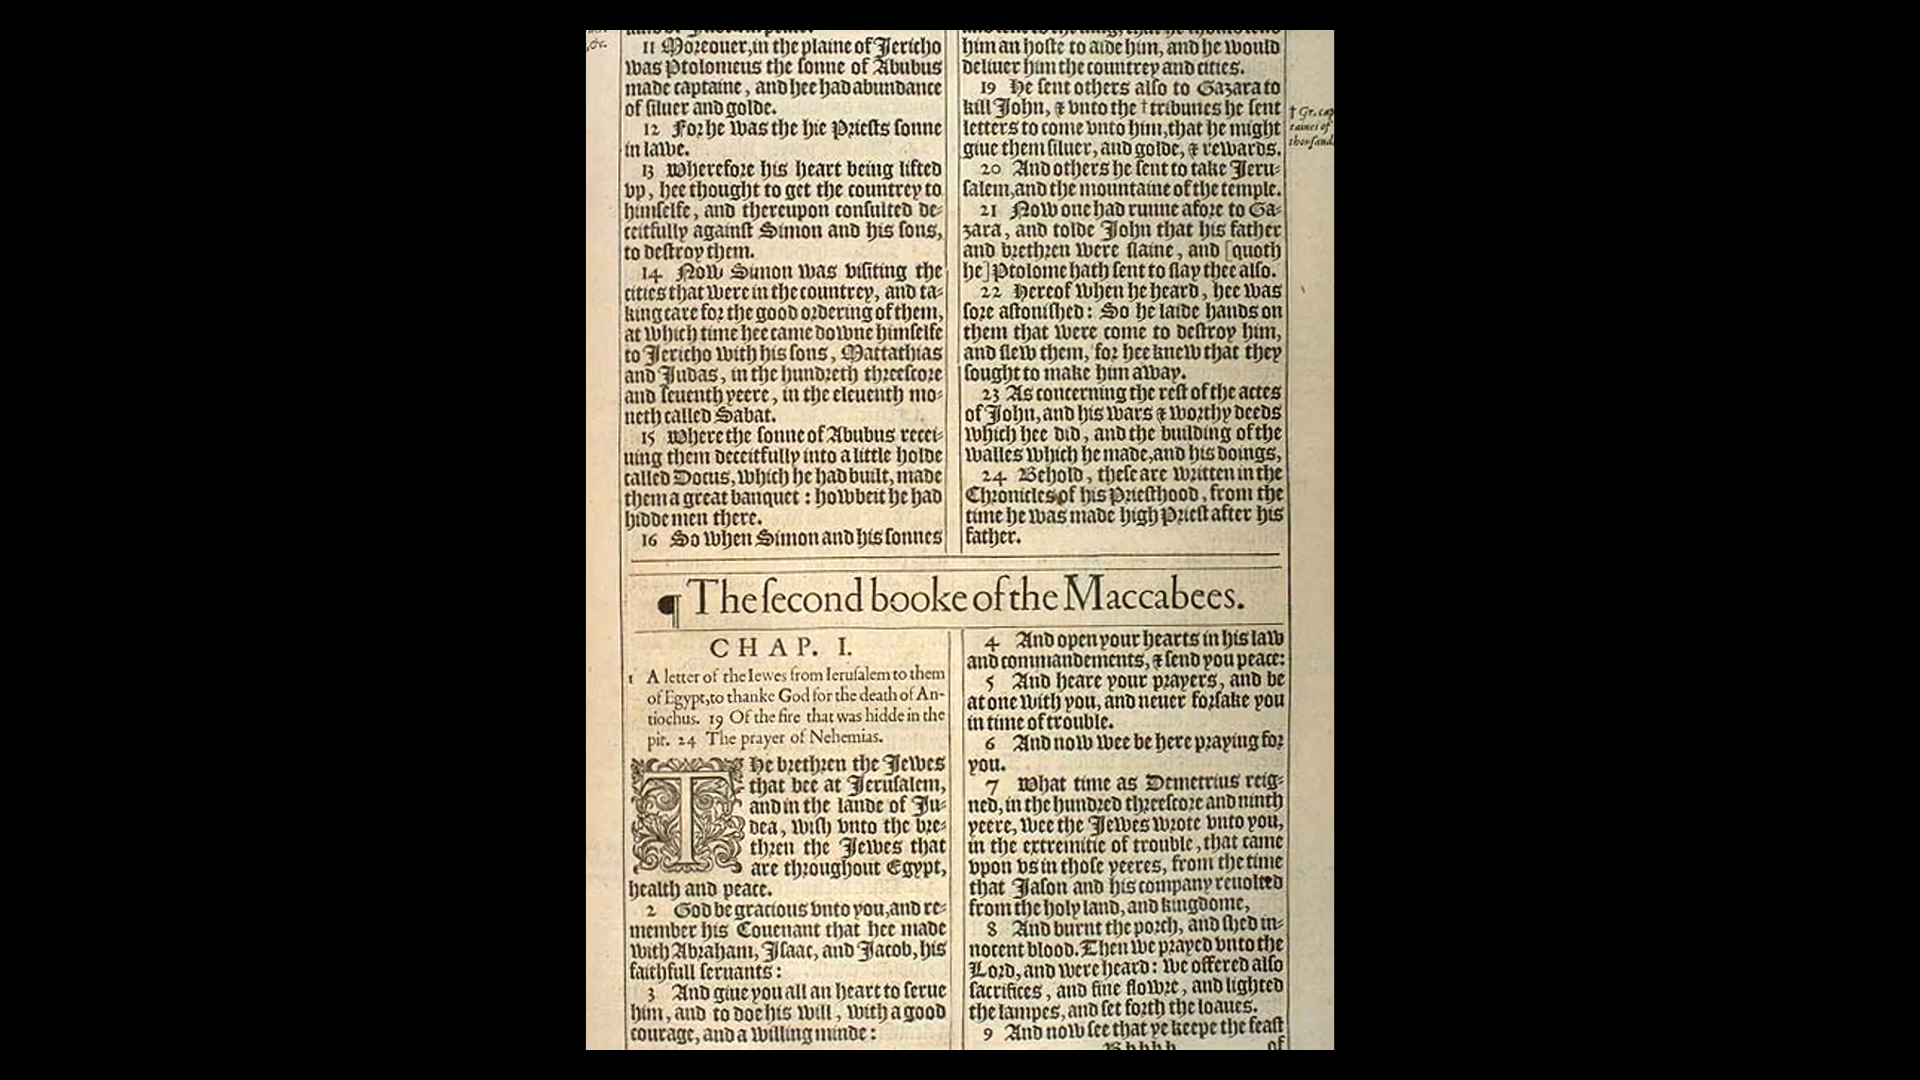 11 Moreouer, in the plaine of Jericho
was Ptolomeus the sonne of Abubus
made captaine, and hee had abundance
of siluer and golde.
12 For he was the hie Priests sonne
in lawe.
13 Wherefore his heart being lifted
vp, hee thought to get the countrey to
himselfe, and thereupon consulted de-
ceitfully against Simon and his sons,
to destroy them.
14 Now Simon was visiting the
cities that were in the countrey, and ta-
king care for the good ordering of them,
at which time hee came downe himselfe
to Jericho with his sons, Mattathias
and Judas, in the hundreth threescore
and seuenth yeere, in the eleuenth mo-
neth called Sabat.
15 Where the sonne of Abubus recei-
uing them deceitfully into a little holde
called Docus, which he had built, made
them a great banquet : howbeit he had
hidde men there.
16 So when Simon and his sonnes
him an hoste to aide him, and he would
deliuer him the countrey and cities.
19 He sent others also to Gazara to
kill John, & vnto the † tribunes he sent
letters to come vnto him, that he might
giue them siluer, and golde, & rewards.
20 And others he sent to take Jeru-
salem, and the mountaine of the temple.
21 Now one had runne afore to Ga-
zara, and tolde John that his father
and brethren were slaine, and [quoth
he] Ptolome hath sent to slay thee also.
22 Hereof when he heard, hee was
sore astonished: So he laide hands on
them that were come to destroy him,
and slew them, for hee knew that they
sought to make him away.
23 As concerning the rest of the actes
of John, and his wars & worthy deeds
which hee did, and the building of the
walles which he made, and his doings,
24 Behold, these are written in the
Chronicles of his Priesthood, from the
time he was made high Priest after his
father.
† Gr. cap
taines of
thousand
¶ The second booke of the Maccabees.
CHAP. I.
1 A letter of the Iewes from Ierusalem to them
of Egypt, to thanke God for the death of An-
tiochus. 19 Of the fire that was hidde in the
pit. 24 The prayer of Nehemias.
The brethren the Jewes
that bee at Jerusalem,
and in the lande of Ju-
dea, wish vnto the bre-
thren the Jewes that
are throughout Egypt,
health and peace.
2 God be gracious vnto you, and re-
member his Couenant that hee made
with Abraham, Isaac, and Jacob, his
faithfull seruants :
3 And giue you all an heart to serue
him, and to doe his will, with a good
courage, and a willing minde :
4 And open your hearts in his law
and commandements, & send you peace:
5 And heare your prayers, and be
at one with you, and neuer forsake you
in time of trouble.
6 And now wee be here praying for
you.
7 What time as Demetrius reig-
ned, in the hundred threescore and ninth
yeere, wee the Jewes wrote vnto you,
in the extremitie of trouble, that came
vpon vs in those yeeres, from the time
that Jason and his company reuolted
from the holy land, and kingdome,
8 And burnt the porch, and shed in-
nocent blood. Then we prayed vnto the
Lord, and were heard: we offered also
sacrifices, and fine flowre, and lighted
the lampes, and set forth the loaues.
9 And now see that ye keepe the feast
of